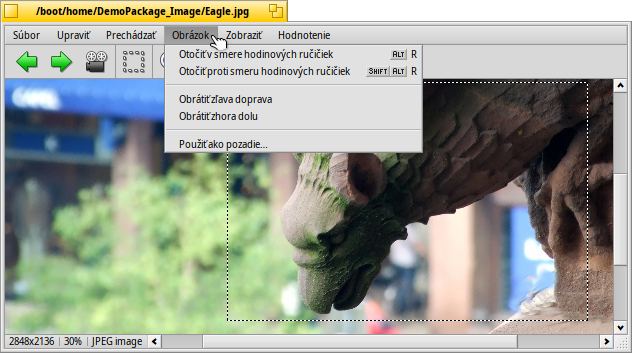 /boot/home/DemoPackage_Image/Eagle.jpg
Súbor Upraviť Prechádzať Obrázok Zobraziť Hodnotenie
Otočiť v smere hodinových ručičiek ALT R
Otočiť proti smeru hodinových ručičiek SHIFT ALT R
Obrátiť zľava doprava
Obrátiť zhora dolu
Použiť ako pozadie...
2848x2136 30% JPEG image